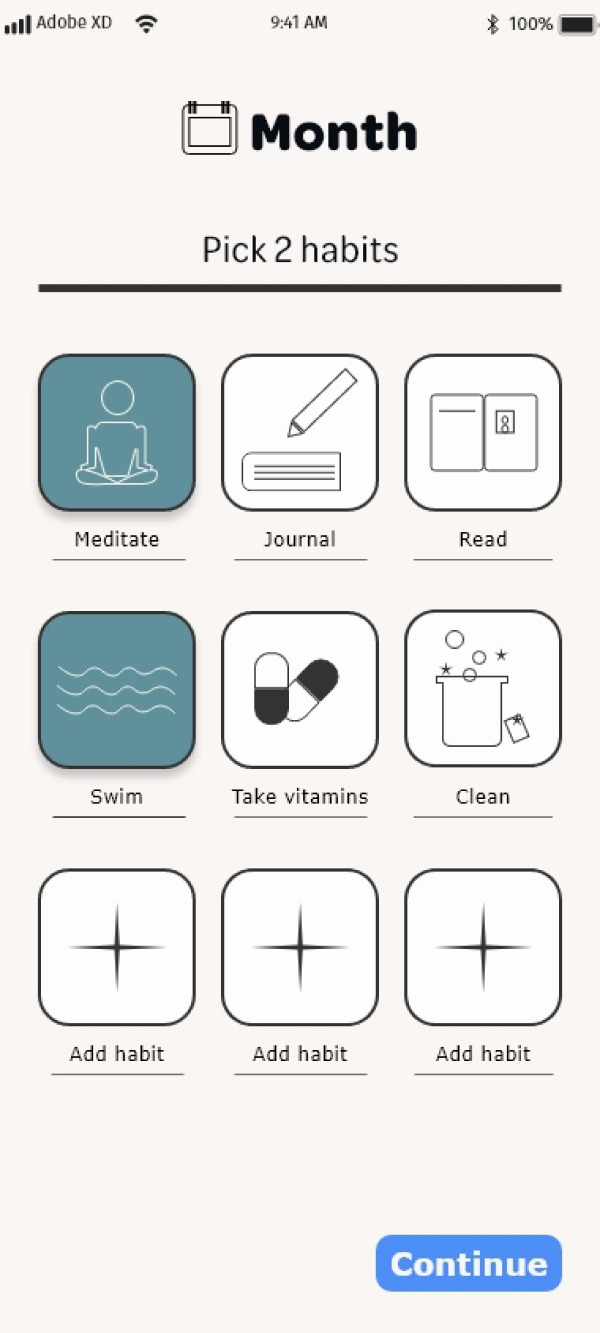 Adobe XD 9:41 AM 100%
Month
Pick 2 habits
Meditate Journal Read
Swim Take vitamins Clean
Add habit Add habit Add habit
Continue